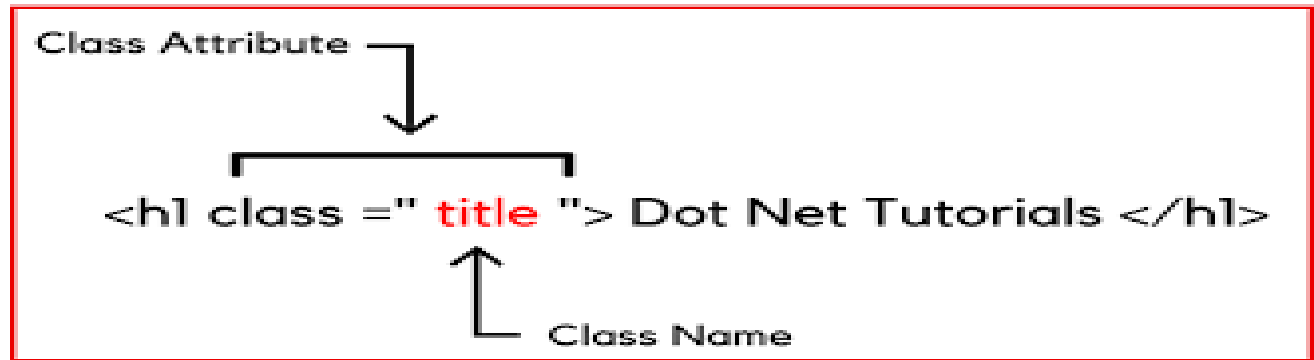 Class Attribute
<h1 class =" title "> Dot Net Tutorials </h1>
Class Name